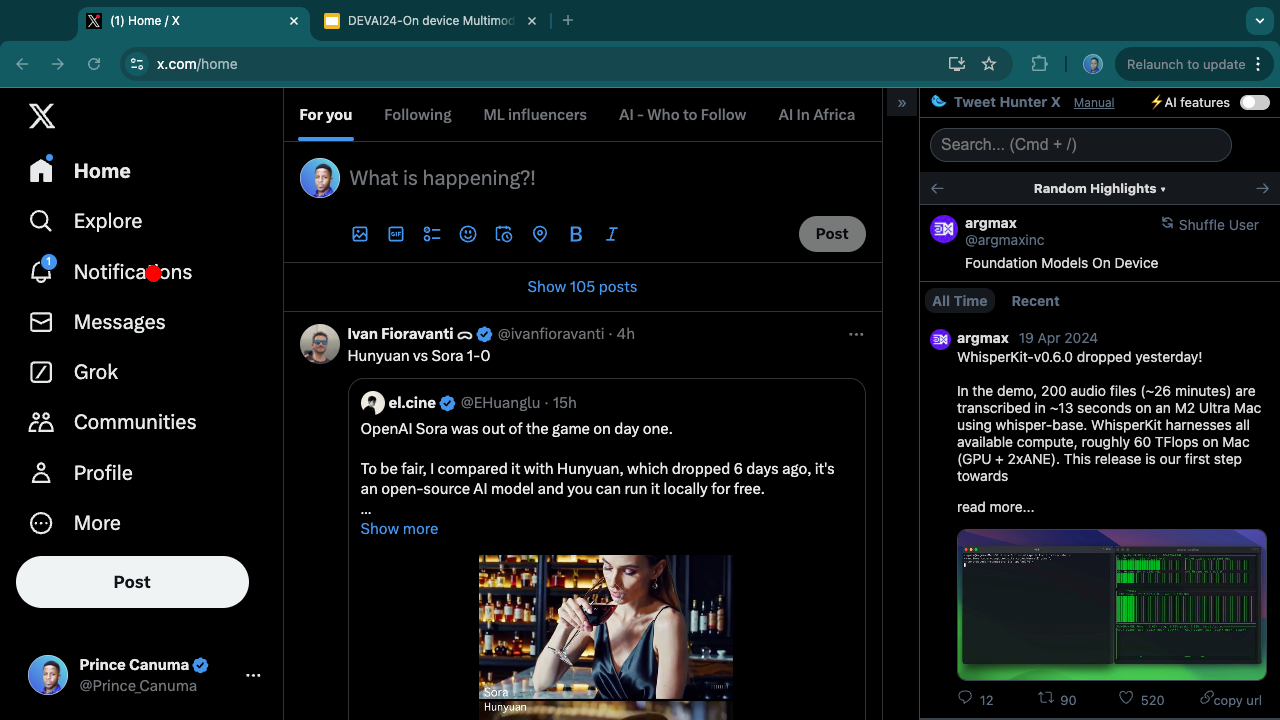 (1) Home / X
DEVAI24-On device Multimod
x.com/home
Relaunch to update
Home
Explore
1
Notifications
Messages
Grok
Communities
Profile
More
Post
Prince Canuma
@Prince_Canuma
For you
Following
ML influencers
AI - Who to Follow
AI In Africa
What is happening?!
GIF
B
I
Post
Show 105 posts
Ivan Fioravanti @ivanfioravanti · 4h
Hunyuan vs Sora 1-0
el.cine @EHuanglu · 15h
OpenAI Sora was out of the game on day one.
To be fair, I compared it with Hunyuan, which dropped 6 days ago, it's
an open-source AI model and you can run it locally for free.
...
Show more
Sora
Hunyuan
»
Tweet Hunter X
Manual
⚡AI features
Search... (Cmd + /)
Random Highlights
argmax
Shuffle User
@argmaxinc
Foundation Models On Device
All Time
Recent
argmax 19 Apr 2024
WhisperKit-v0.6.0 dropped yesterday!
In the demo, 200 audio files (~26 minutes) are
transcribed in ~13 seconds on an M2 Ultra Mac
using whisper-base. WhisperKit harnesses all
available compute, roughly 60 TFlops on Mac
(GPU + 2xANE). This release is our first step
towards
read more...
12
90
520
copy url